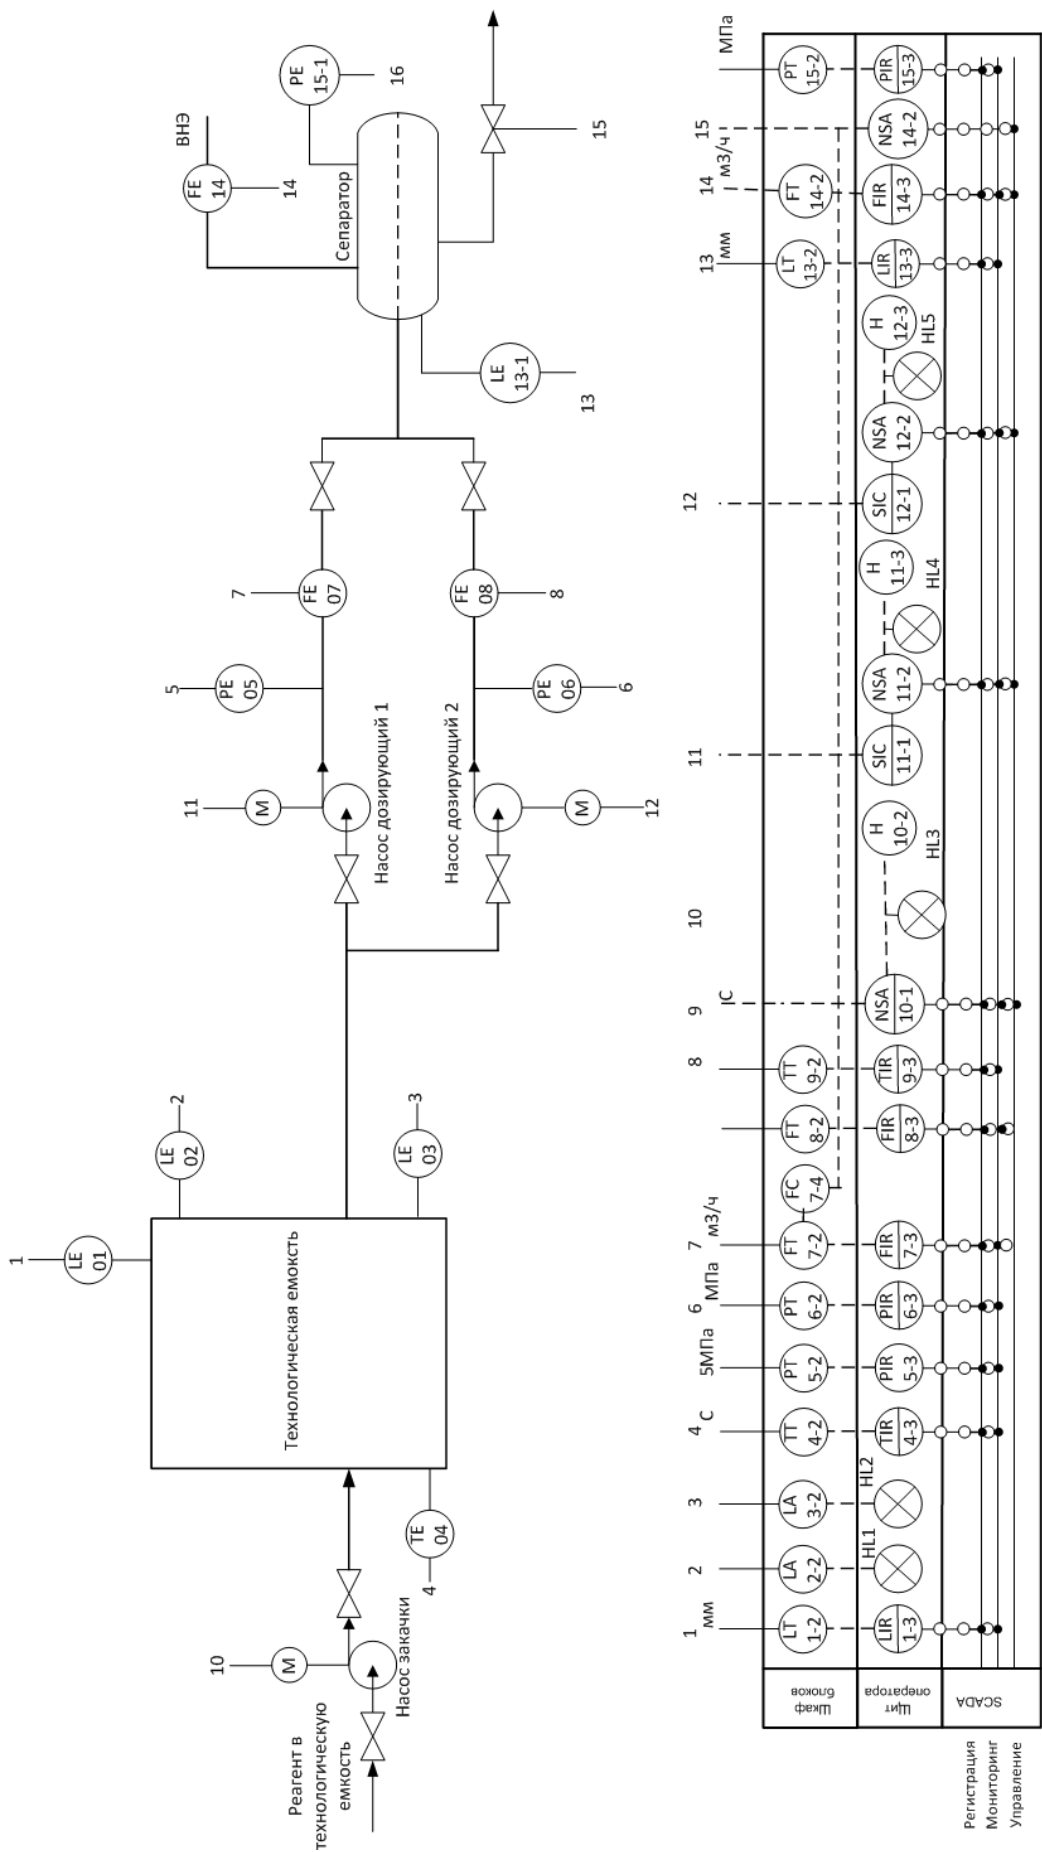 Реагент в
технологическую
емкость
10
M
Насос закачки
TE
04
4
1
LE
01
LE
02
2
LE
03
3
Технологическая емоксть
11
M
Насос дозирующий 1
Насос дозирующий 2
M
12
5
PE
05
PE
06
6
7
FE
07
FE
08
8
LE
13-1
13
Сепаратор
FE
14
14
ВНЭ
PE
15-1
16
15
1
мм
2
3
4
С
5МПа
6
МПа
7
м3/ч
8
9
С
10
11
12
13
мм
14
м3/ч
15
МПа
Шкаф
блоков
LT
1-2
LA
2-2
LA
3-2
TT
4-2
PT
5-2
PT
6-2
FT
7-2
FC
7-4
FT
8-2
TT
9-2
LT
13-2
FT
14-2
PT
15-2
Щит
оператора
LIR
1-3
HL1
HL2
TIR
4-3
PIR
5-3
PIR
6-3
FIR
7-3
FIR
8-3
TIR
9-3
NSA
10-1
H
10-2
HL3
SIC
11-1
NSA
11-2
H
11-3
HL4
SIC
12-1
NSA
12-2
H
12-3
HL5
LIR
13-3
FIR
14-3
NSA
14-2
PIR
15-3
SCADA
Регистрация
Мониторинг
Управление